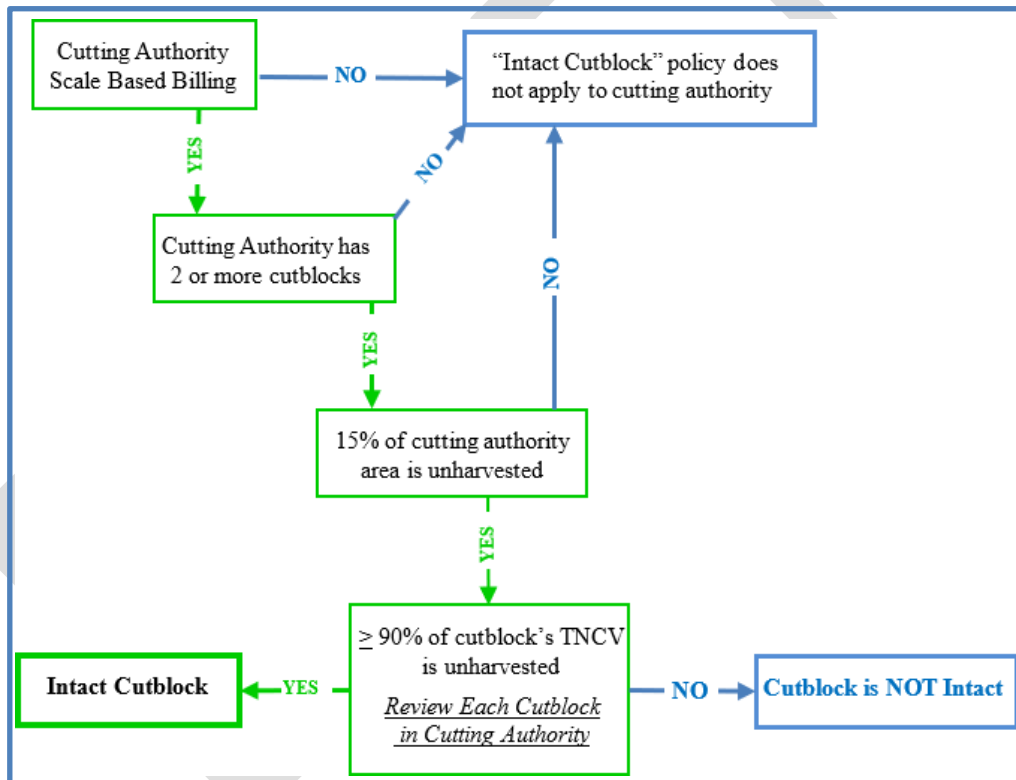 Cutting Authority
Scale Based Billing
NO
“Intact Cutblock” policy does
not apply to cutting authority
YES
NO
Cutting Authority has
2 or more cutblocks
NO
YES
15% of cutting authority
area is unharvested
YES
≥ 90% of cutblock’s TNCV
is unharvested
Review Each Cutblock
in Cutting Authority
YES
Intact Cutblock
NO
Cutblock is NOT Intact